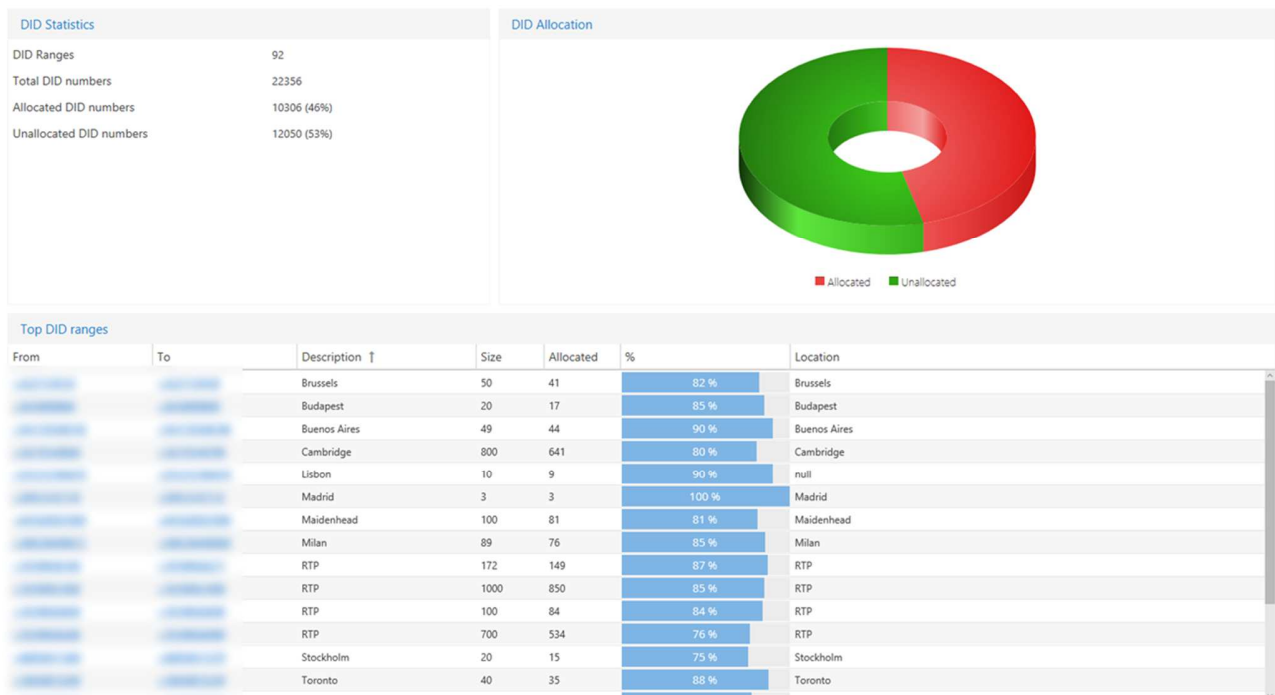 DID Statistics
DID Allocation
DID Ranges 92
Total DID numbers 22356
Allocated DID numbers 10306 (46%)
Unallocated DID numbers 12050 (53%)
Allocated Unallocated
Top DID ranges
From To Description ↑ Size Allocated % Location
Brussels 50 41 82 % Brussels
Budapest 20 17 85 % Budapest
Buenos Aires 49 44 90 % Buenos Aires
Cambridge 800 641 80 % Cambridge
Lisbon 10 9 90 % null
Madrid 3 3 100 % Madrid
Maidenhead 100 81 81 % Maidenhead
Milan 89 76 85 % Milan
RTP 172 149 87 % RTP
RTP 1000 850 85 % RTP
RTP 100 84 84 % RTP
RTP 700 534 76 % RTP
Stockholm 20 15 75 % Stockholm
Toronto 40 35 88 % Toronto